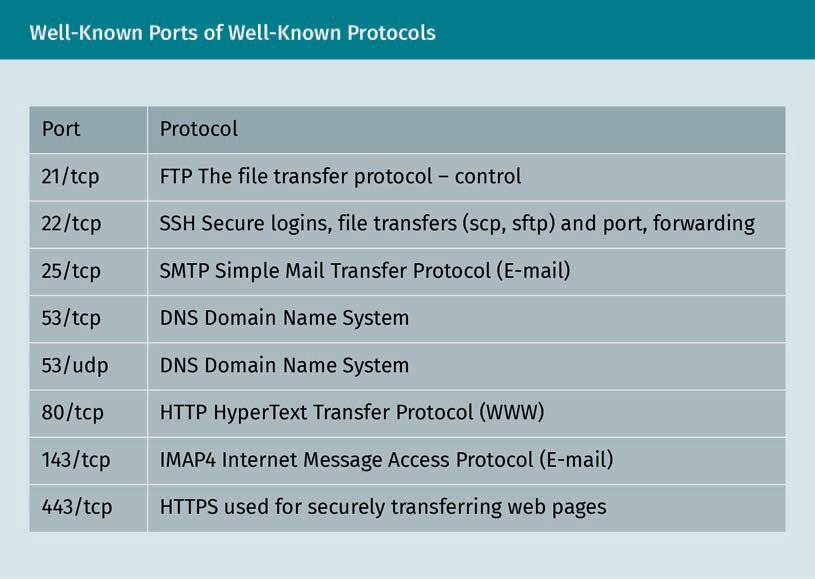 Well-Known Ports of Well-Known Protocols
Port Protocol
21/tcp FTP The file transfer protocol – control
22/tcp SSH Secure logins, file transfers (scp, sftp) and port, forwarding
25/tcp SMTP Simple Mail Transfer Protocol (E-mail)
53/tcp DNS Domain Name System
53/udp DNS Domain Name System
80/tcp HTTP HyperText Transfer Protocol (WWW)
143/tcp IMAP4 Internet Message Access Protocol (E-mail)
443/tcp HTTPS used for securely transferring web pages